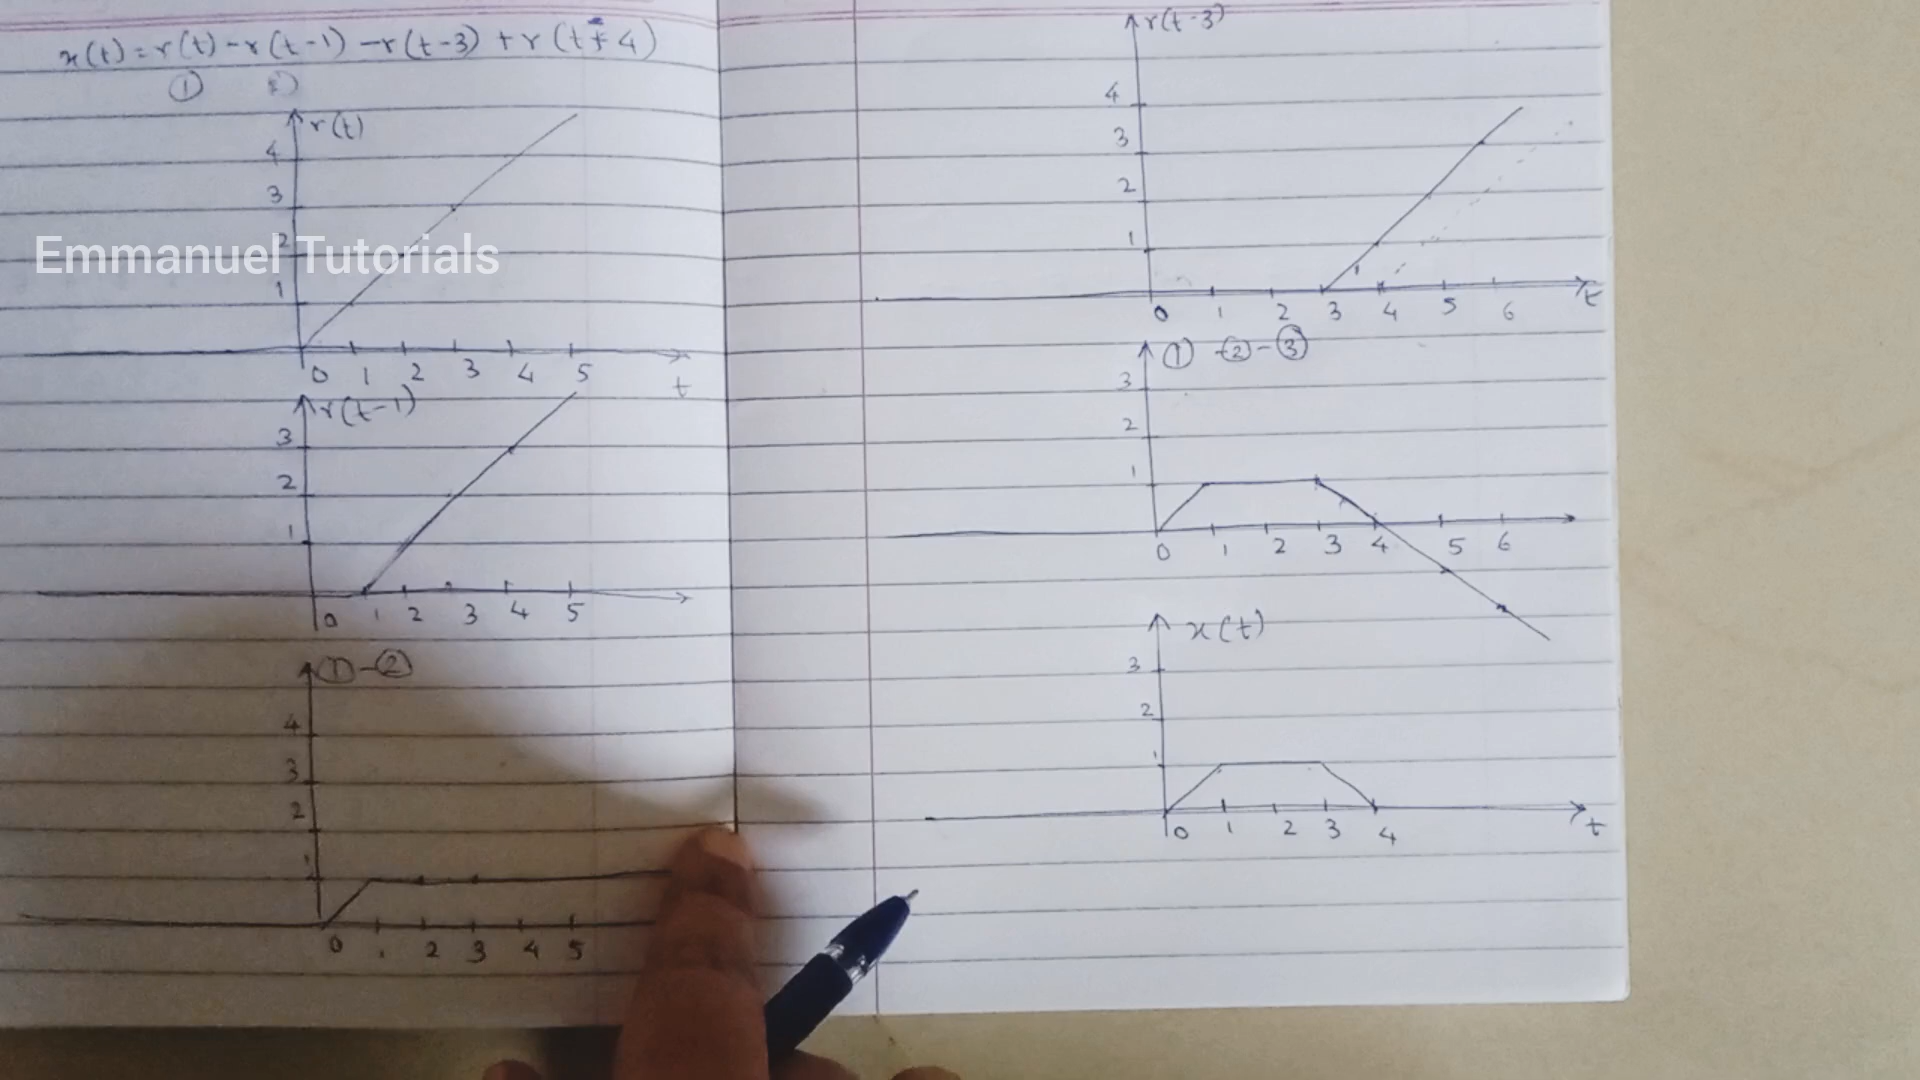 x(t) = r(t) - r(t-1) - r(t-3) + r(t-4)
① ②
r(t)
4
3
2
1
0 1 2 3 4 5
t
Emmanuel Tutorials
r(t-1)
3
2
1
0 1 2 3 4 5
①-②
4
3
2
1
0 1 2 3 4 5
r(t-3)
4
3
2
1
0 1 2 3 4 5 6 t
① -②-③
3
2
1
0 1 2 3 4 5 6
x(t)
3
2
1
0 1 2 3 4 t